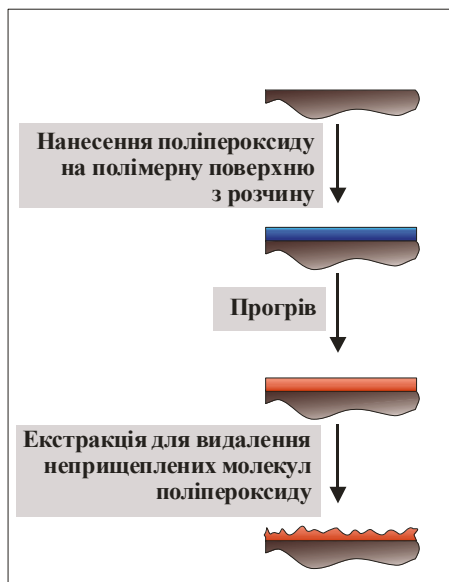 Нанесення поліпероксиду
на полімерну поверхню
з розчину
Прогрів
Екстракція для видалення
неприщеплених молекул
поліпероксиду